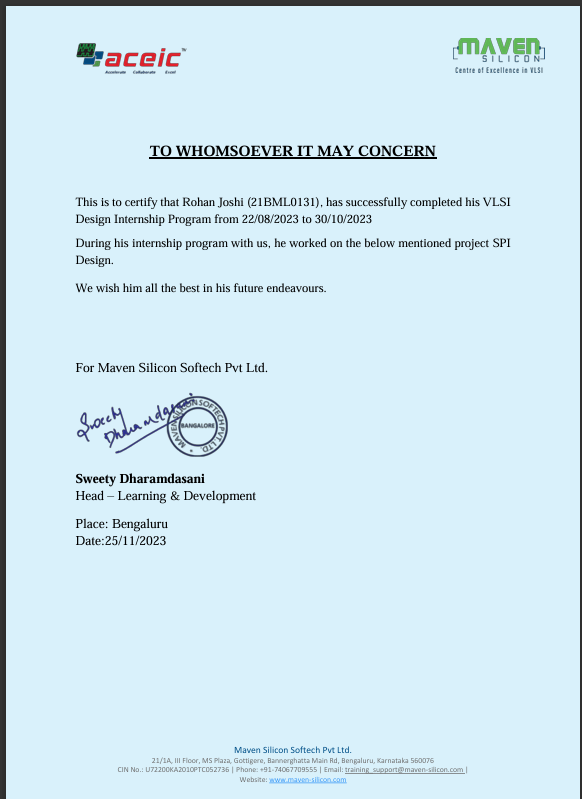 aceic™
Accelerate Collaborate Excel
MAVEN
SILICON
Centre of Excellence in VLSI
TO WHOMSOEVER IT MAY CONCERN
This is to certify that Rohan Joshi (21BML0131), has successfully completed his VLSI
Design Internship Program from 22/08/2023 to 30/10/2023
During his internship program with us, he worked on the below mentioned project SPI
Design.
We wish him all the best in his future endeavours.
For Maven Silicon Softech Pvt Ltd.
Sweety Dharamdasani
MAVEN SILICON SOFTECH PVT. LTD.
BANGALORE
Sweety Dharamdasani
Head – Learning & Development
Place: Bengaluru
Date:25/11/2023
Maven Silicon Softech Pvt Ltd.
21/1A, III Floor, MS Plaza, Gottigere, Bannerghatta Main Rd, Bengaluru, Karnataka 560076
CIN No.: U72200KA2010PTC052736 | Phone: +91-74067709555 | Email: training_support@maven-silicon.com |
Website: www.maven-silicon.com